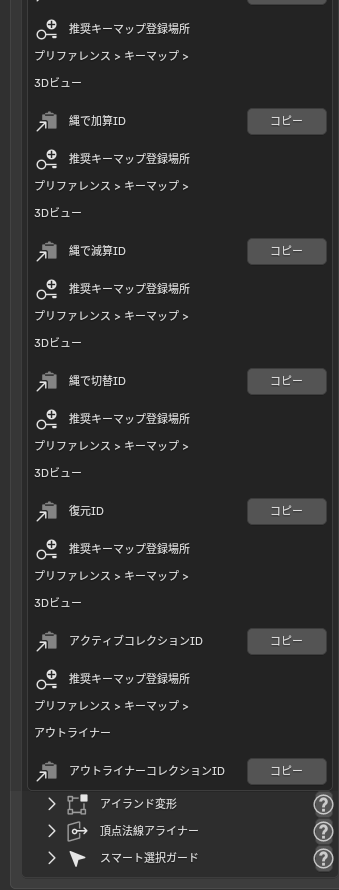 推奨キーマップ登録場所
プリファレンス > キーマップ >
3Dビュー
縄で加算ID コピー
推奨キーマップ登録場所
プリファレンス > キーマップ >
3Dビュー
縄で減算ID コピー
推奨キーマップ登録場所
プリファレンス > キーマップ >
3Dビュー
縄で切替ID コピー
推奨キーマップ登録場所
プリファレンス > キーマップ >
3Dビュー
復元ID コピー
推奨キーマップ登録場所
プリファレンス > キーマップ >
3Dビュー
アクティブコレクションID コピー
推奨キーマップ登録場所
プリファレンス > キーマップ >
アウトライナー
アウトライナーコレクションID コピー
アイランド変形 ?
頂点法線アライナー ?
スマート選択ガード ?